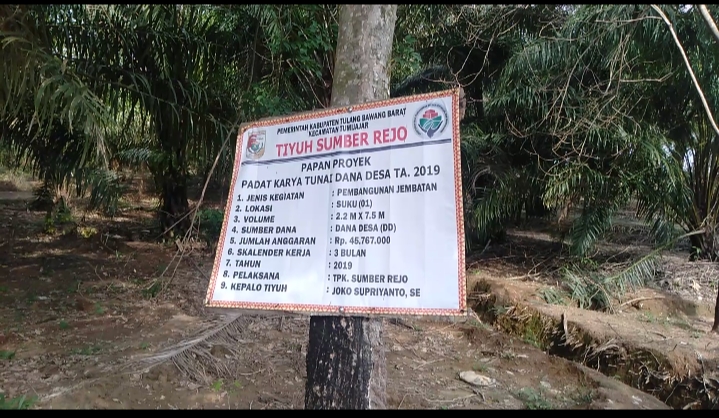 PEMERINTAH KABUPATEN TULANG BAWANG BARAT
KECAMATAN TUMIJAJAR
TIYUH SUMBER REJO
PAPAN PROYEK
PADAT KARYA TUNAI DANA DESA TA. 2019
1. JENIS KEGIATAN : PEMBANGUNAN JEMBATAN
2. LOKASI : SUKU (01)
3. VOLUME : 2.2 M X 7.5 M
4. SUMBER DANA : DANA DESA (DD)
5. JUMLAH ANGGARAN : Rp. 45,767.000
6. SKALENDER KERJA : 3 BULAN
7. TAHUN : 2019
8. PELAKSANA : TPK. SUMBER REJO
9. KEPALO TIYUH : JOKO SUPRIYANTO, SE